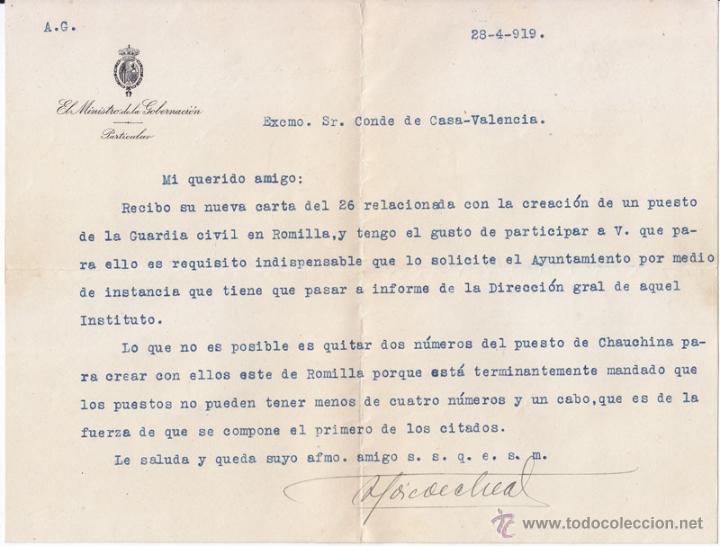 A.G.
28-4-919.
El Ministro de la Gobernación
Particular
Excmo. Sr. Conde de Casa-Valencia.
Mi querido amigo:
Recibo su nueva carta del 26 relacionada con la creación de un puesto
de la Guardia civil en Romilla,y tengo el gusto de participar a V. que pa-
ra ello es requisito indispensable que lo solicite el Ayuntamiento por medio
de instancia que tiene que pasar a informe de la Dirección gral de aquel
Instituto.
Lo que no es posible es quitar dos números del puesto de Chauchina pa-
ra crear con ellos este de Romilla porque está terminantemente mandado que
los puestos no pueden tener menos de cuatro números y un cabo,que es de la
fuerza de que se compone el primero de los citados.
Le saluda y queda suyo afmo. amigo s. s. q. e. s. m.
www.todocoleccion.net